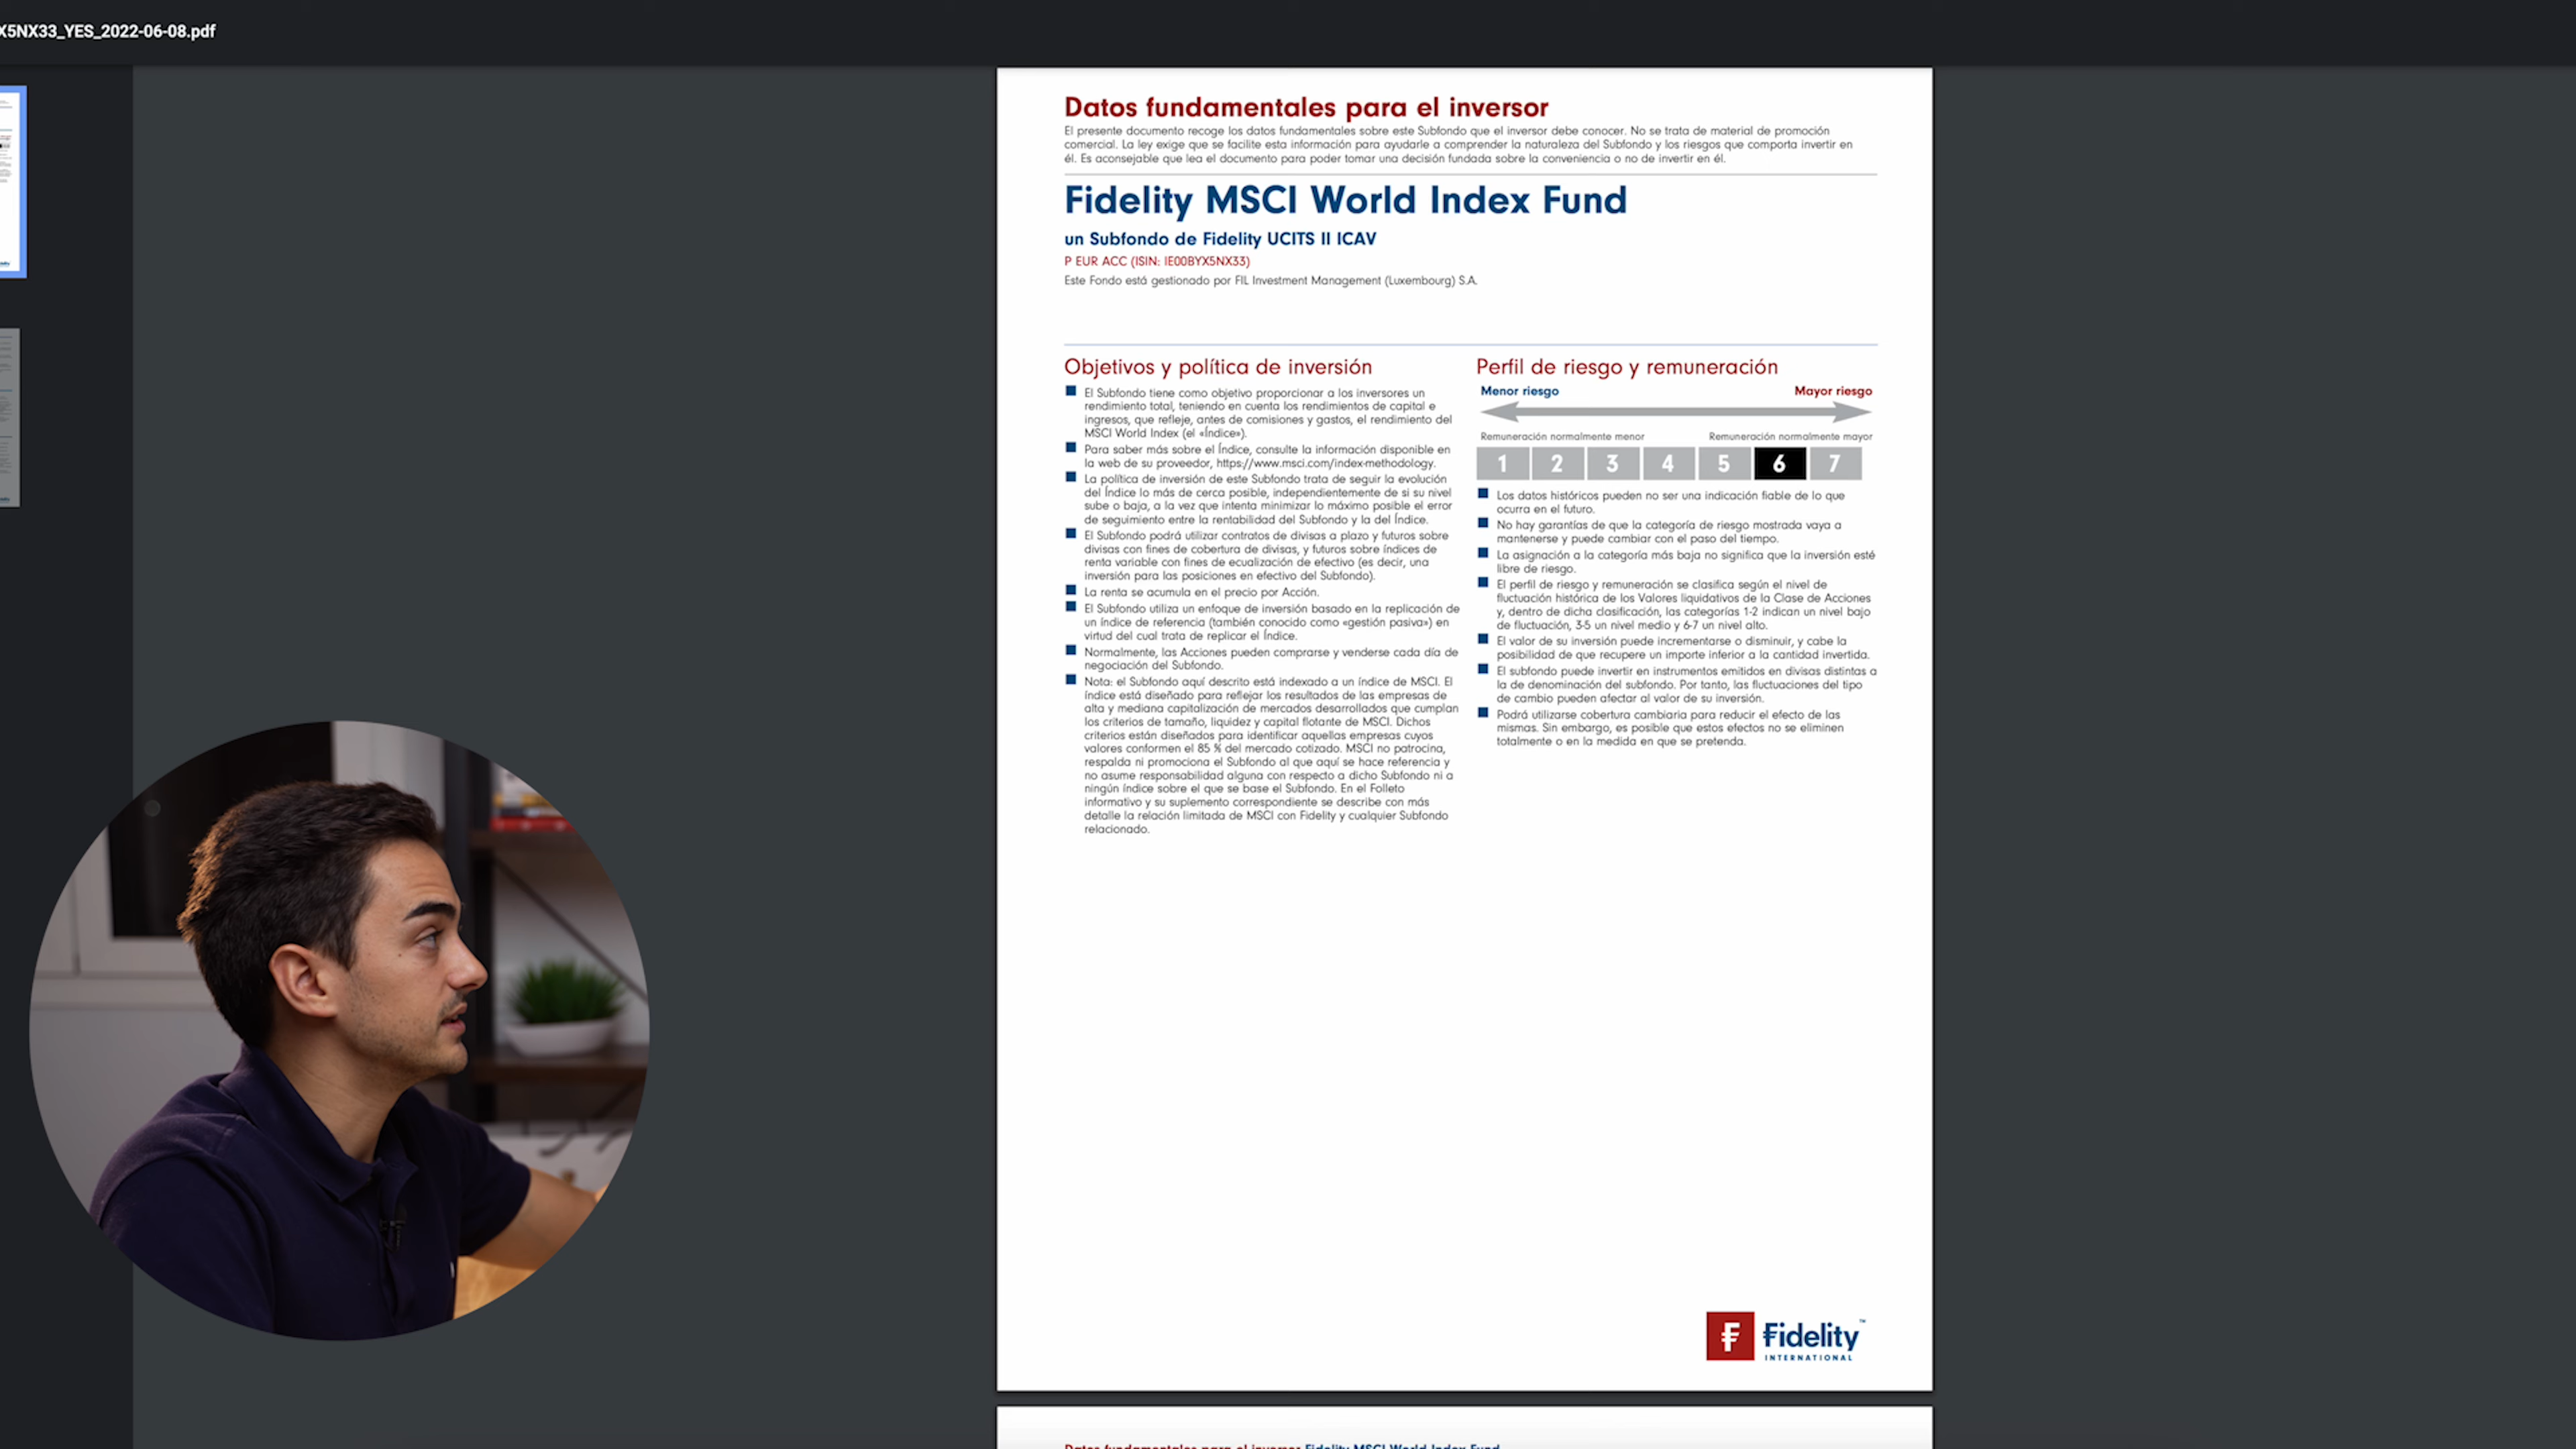 X5NX33_YES_2022-06-08.pdf
Datos fundamentales para el inversor
El presente documento recoge los datos fundamentales sobre este Subfondo que el inversor debe conocer. No se trata de material de promoción
comercial. La ley exige que se facilite esta información para ayudarle a comprender la naturaleza del Subfondo y los riesgos que comporta invertir en
él. Es aconsejable que lea el documento para poder tomar una decisión fundada sobre la conveniencia o no de invertir en él.
Fidelity MSCI World Index Fund
un Subfondo de Fidelity UCITS II ICAV
P EUR ACC (ISIN: IE00BYX5NX33)
Este Fondo está gestionado por FIL Investment Management (Luxembourg) S.A.
Objetivos y política de inversión
El Subfondo tiene como objetivo proporcionar a los inversores un
rendimiento total, teniendo en cuenta los rendimientos de capital e
ingresos, que refleje, antes de comisiones y gastos, el rendimiento del
MSCI World Index (el «Índice»).
Para saber más sobre el Índice, consulte la información disponible en
la web de su proveedor, https://www.msci.com/index-methodology.
La política de inversión de este Subfondo trata de seguir la evolución
del Índice lo más de cerca posible, independientemente de si su nivel
sube o baja, a la vez que intenta minimizar lo máximo posible el error
de seguimiento entre la rentabilidad del Subfondo y la del Índice.
El Subfondo podrá utilizar contratos de divisas a plazo y futuros sobre
divisas con fines de cobertura de divisas, y futuros sobre índices de
renta variable con fines de ecualización de efectivo (es decir, una
inversión para las posiciones en efectivo del Subfondo).
La renta se acumula en el precio por Acción.
El Subfondo utiliza un enfoque de inversión basado en la replicación de
un índice de referencia (también conocido como «gestión pasiva») en
virtud del cual trata de replicar el Índice.
Normalmente, las Acciones pueden comprarse y venderse cada día de
negociación del Subfondo.
Nota: el Subfondo aquí descrito está indexado a un índice de MSCI. El
índice está diseñado para reflejar los resultados de las empresas de
alta y mediana capitalización de mercados desarrollados que cumplan
los criterios de tamaño, liquidez y capital flotante de MSCI. Dichos
criterios están diseñados para identificar aquellas empresas cuyos
valores conformen el 85 % del mercado cotizado. MSCI no patrocina,
respalda ni promociona el Subfondo al que aquí se hace referencia y
no asume responsabilidad alguna con respecto a dicho Subfondo ni a
ningún índice sobre el que se base el Subfondo. En el Folleto
informativo y su suplemento correspondiente se describe con más
detalle la relación limitada de MSCI con Fidelity y cualquier Subfondo
relacionado.
Perfil de riesgo y remuneración
Menor riesgo Mayor riesgo
Remuneración normalmente menor Remuneración normalmente mayor
1 2 3 4 5 6 7
Los datos históricos pueden no ser una indicación fiable de lo que
ocurra en el futuro.
No hay garantías de que la categoría de riesgo mostrada vaya a
mantenerse y puede cambiar con el paso del tiempo.
La asignación a la categoría más baja no significa que la inversión esté
libre de riesgo.
El perfil de riesgo y remuneración se clasifica según el nivel de
fluctuación histórica de los Valores liquidativos de la Clase de Acciones
y, dentro de dicha clasificación, las categorías 1-2 indican un nivel bajo
de fluctuación, 3-5 un nivel medio y 6-7 un nivel alto.
El valor de su inversión puede incrementarse o disminuir, y cabe la
posibilidad de que recupere un importe inferior a la cantidad invertida.
El subfondo puede invertir en instrumentos emitidos en divisas distintas a
la de denominación del subfondo. Por tanto, las fluctuaciones del tipo
de cambio pueden afectar al valor de su inversión.
Podrá utilizarse cobertura cambiaria para reducir el efecto de las
mismas. Sin embargo, es posible que estos efectos no se eliminen
totalmente o en la medida en que se pretenda.
Fidelity™
INTERNATIONAL
Datos fundamentales para el inversor Fidelity MSCI World Index Fund